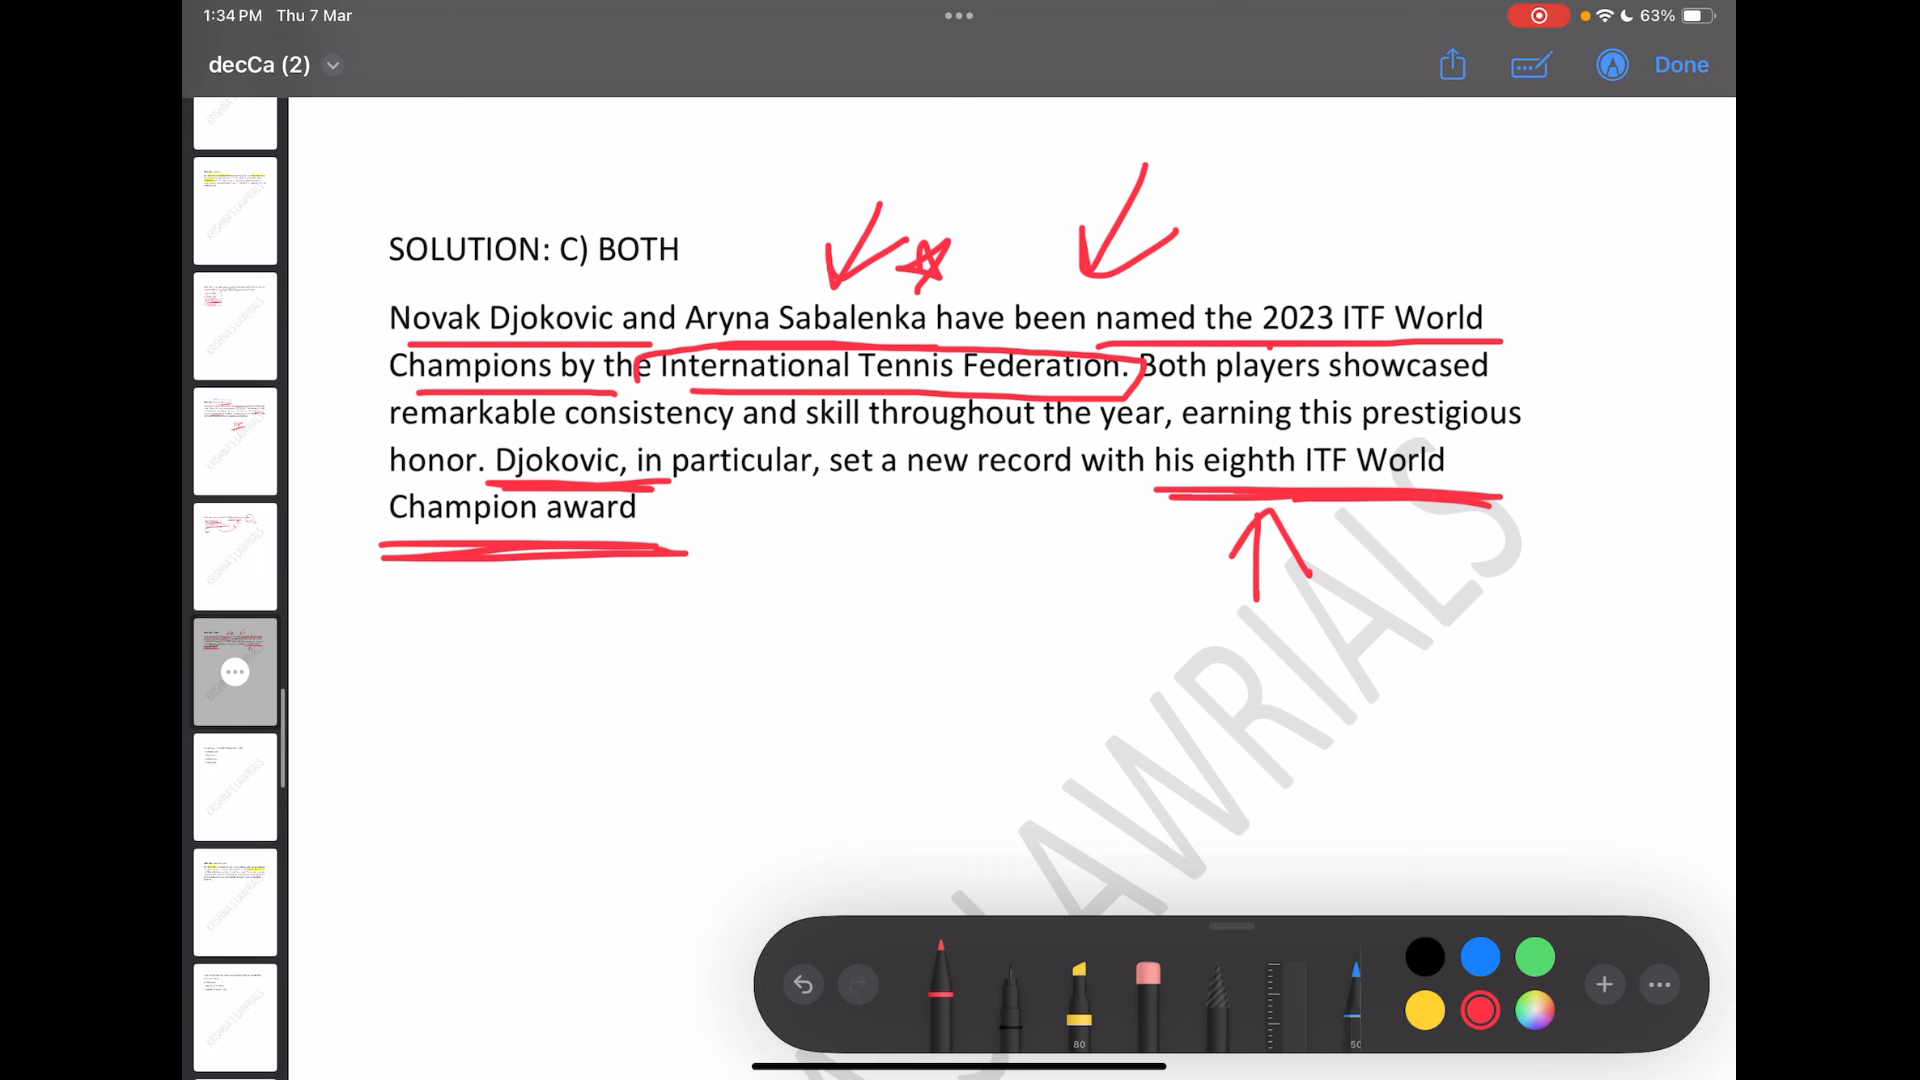 1:34 PM Thu 7 Mar
63%
decCa (2)
Done
SOLUTION: C) BOTH
Novak Djokovic and Aryna Sabalenka have been named the 2023 ITF World
Champions by the International Tennis Federation. Both players showcased
remarkable consistency and skill throughout the year, earning this prestigious
honor. Djokovic, in particular, set a new record with his eighth ITF World
Champion award
LAWRIALS
80
50